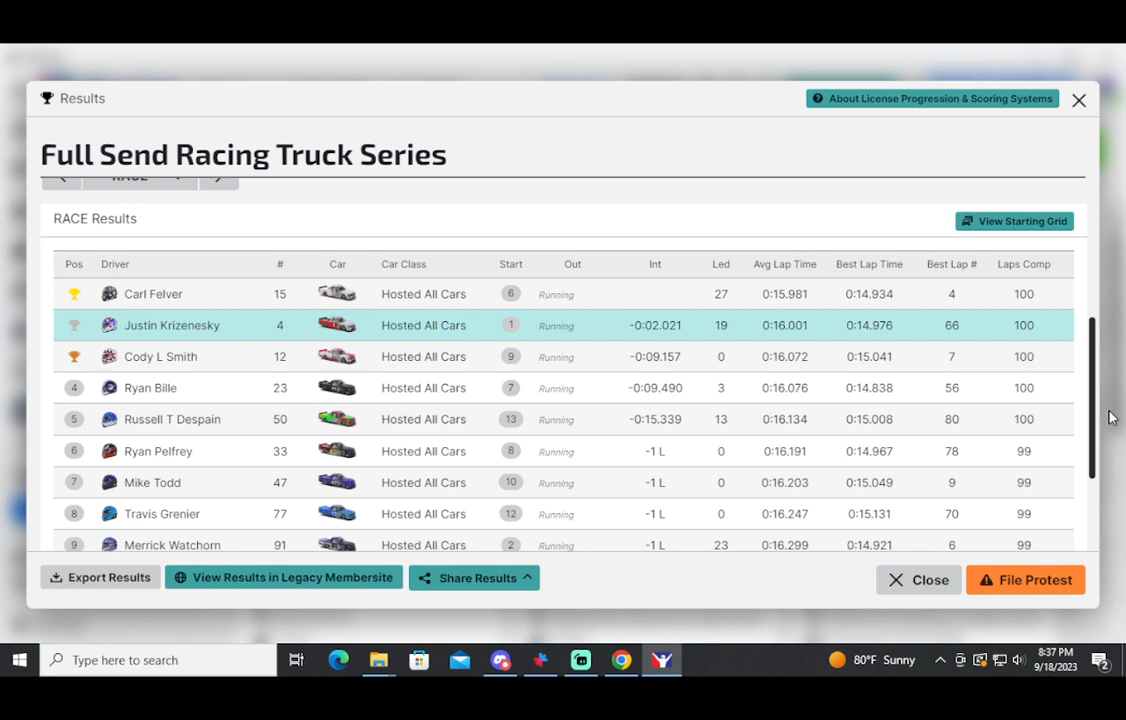 Results
About License Progression & Scoring Systems
Full Send Racing Truck Series
RACE
RACE Results
View Starting Grid
Pos Driver # Car Car Class Start Out Int Led Avg Lap Time Best Lap Time Best Lap # Laps Comp
Carl Felver 15 Hosted All Cars 6 Running 27 0:15.981 0:14.934 4 100
Justin Krizenesky 4 Hosted All Cars 1 Running -0:02.021 19 0:16.001 0:14.976 66 100
Cody L Smith 12 Hosted All Cars 9 Running -0:09.157 0 0:16.072 0:15.041 7 100
4 Ryan Bille 23 Hosted All Cars 7 Running -0:09.490 3 0:16.076 0:14.838 56 100
5 Russell T Despain 50 Hosted All Cars 13 Running -0:15.339 13 0:16.134 0:15.008 80 100
6 Ryan Pelfrey 33 Hosted All Cars 8 Running -1 L 0 0:16.191 0:14.967 78 99
7 Mike Todd 47 Hosted All Cars 10 Running -1 L 0 0:16.203 0:15.049 9 99
8 Travis Grenier 77 Hosted All Cars 12 Running -1 L 0 0:16.247 0:15.131 70 99
9 Merrick Watchorn 91 Hosted All Cars 2 Running -1 L 23 0:16.299 0:14.921 6 99
Export Results View Results in Legacy Membersite Share Results Close File Protest
Type here to search 80°F Sunny 8:37 PM
9/18/2023 2